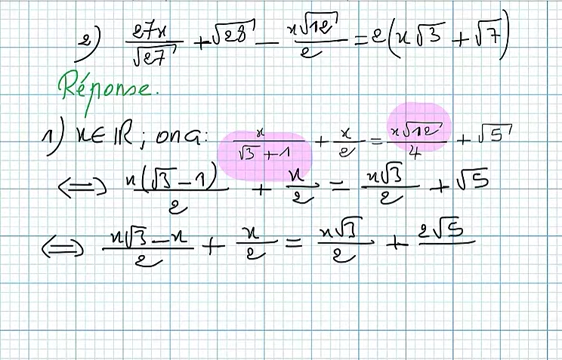 2) 27x/√27 + √28 − x√12/2 = 2(x√3 + √7)
Réponse.
1) x∈ℝ; on a: x/(√3 + 1) + x/2 = x√12/4 + √5
⟺ x(√3 − 1)/2 + x/2 = x√3/2 + √5
⟺ (x√3 − x)/2 + x/2 = x√3/2 + 2√5/